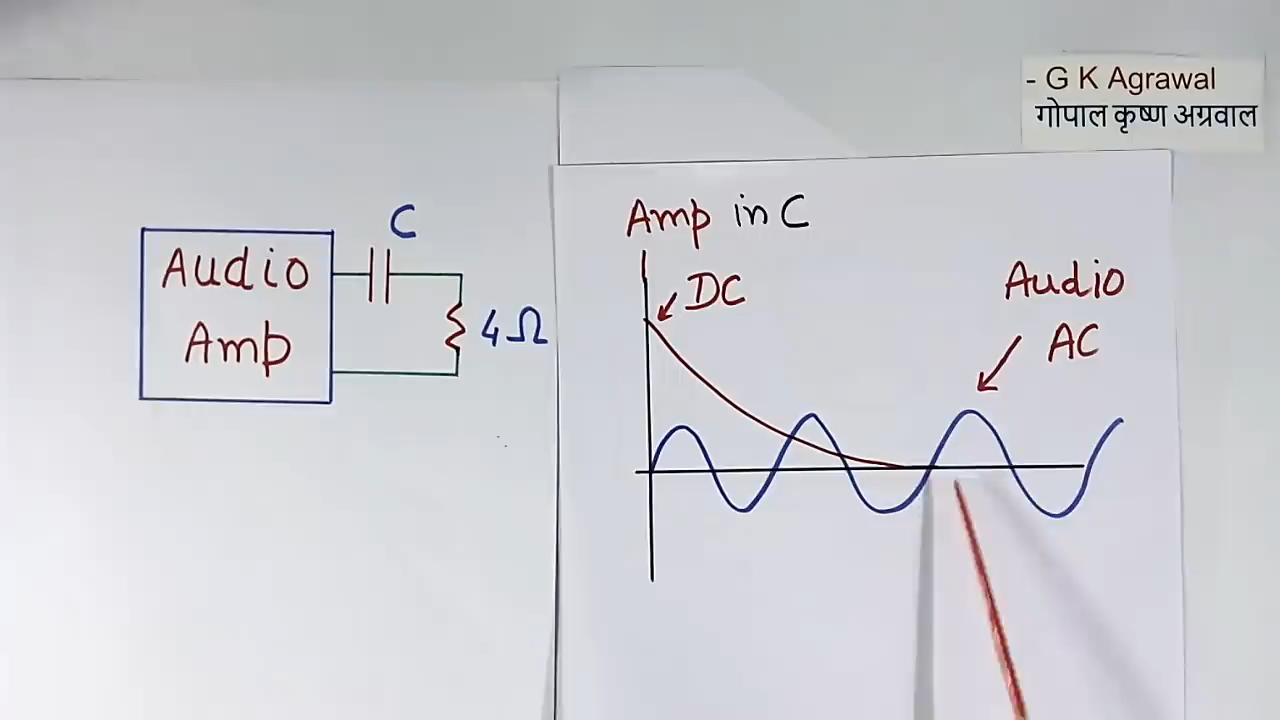 - G K Agrawal
गोपाल कृष्ण अग्रवाल
C
Audio
Amp
4Ω
Amp in C
DC
Audio
AC